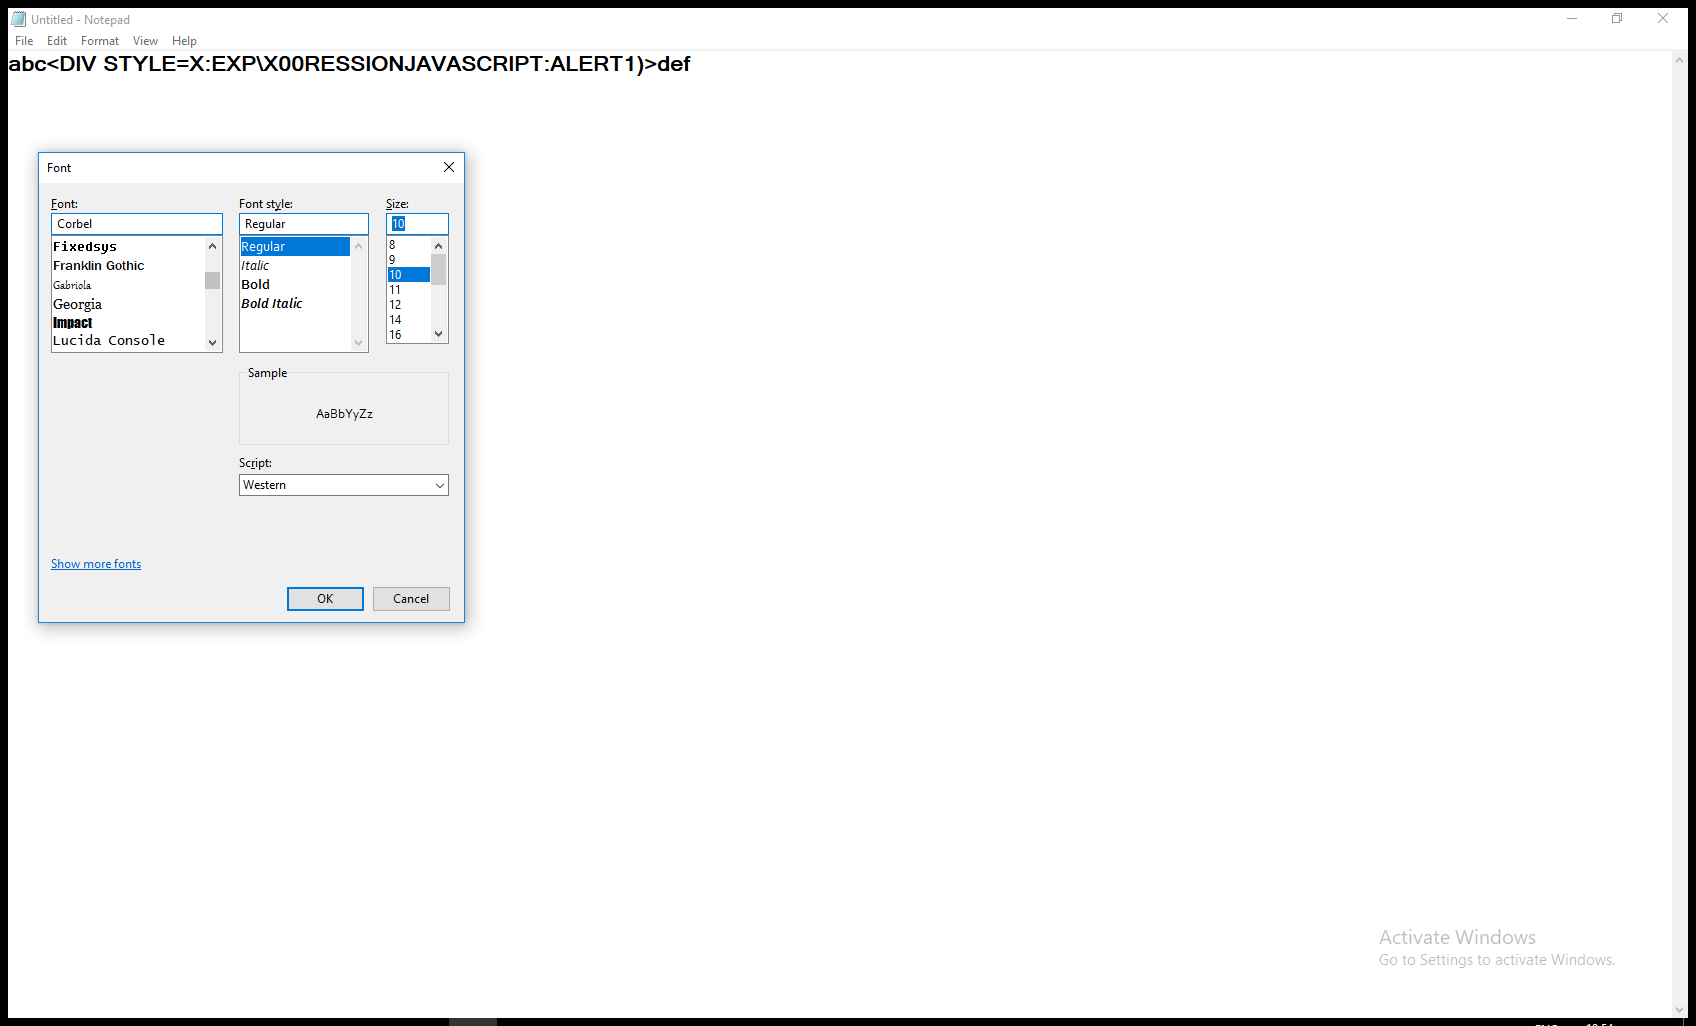 Untitled - Notepad
File Edit Format View Help
abc<DIV STYLE=X:EXP\X00RESSIONJAVASCRIPT:ALERT1)>def
Font
Font: Font style: Size:
Corbel Regular 10
Fixedsys
Franklin Gothic
Gabriola
Georgia
Impact
Lucida Console
Regular
Italic
Bold
Bold Italic
8
9
10
11
12
14
16
Sample
AaBbYyZz
Script:
Western
Show more fonts
OK Cancel
Activate Windows
Go to Settings to activate Windows.